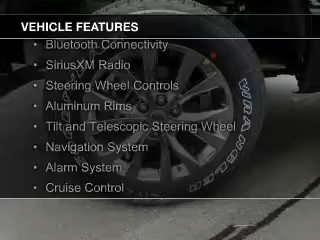 VEHICLE FEATURES
• Bluetooth Connectivity
• SiriusXM Radio
• Steering Wheel Controls
• Aluminum Rims
• Tilt and Telescopic Steering Wheel
• Navigation System
• Alarm System
• Cruise Control
WRANGLER